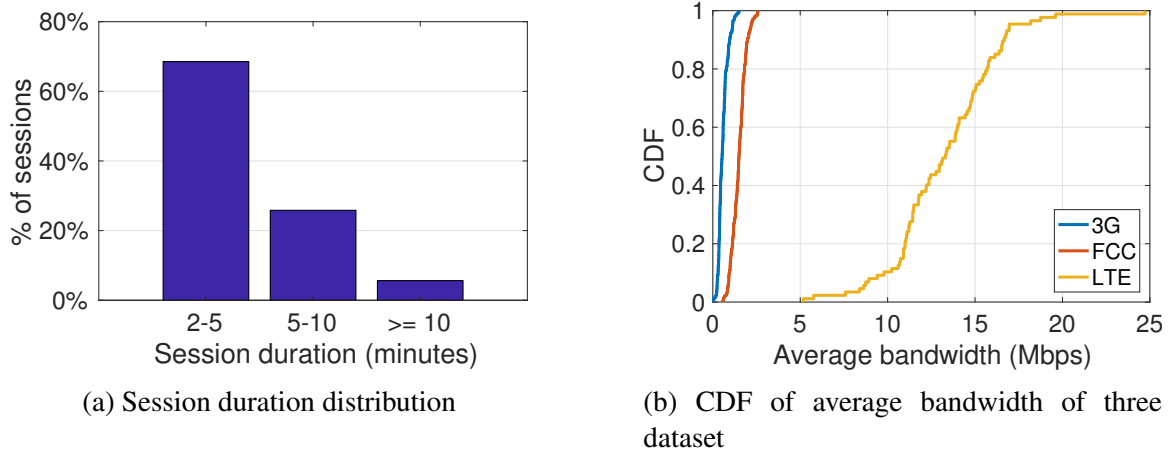 80%
60%
40%
20%
0%
% of sessions
2-5 5-10 >= 10
Session duration (minutes)
(a) Session duration distribution
1
0.8
0.6
0.4
0.2
0
CDF
3G
FCC
LTE
0 5 10 15 20 25
Average bandwidth (Mbps)
(b) CDF of average bandwidth of three
dataset